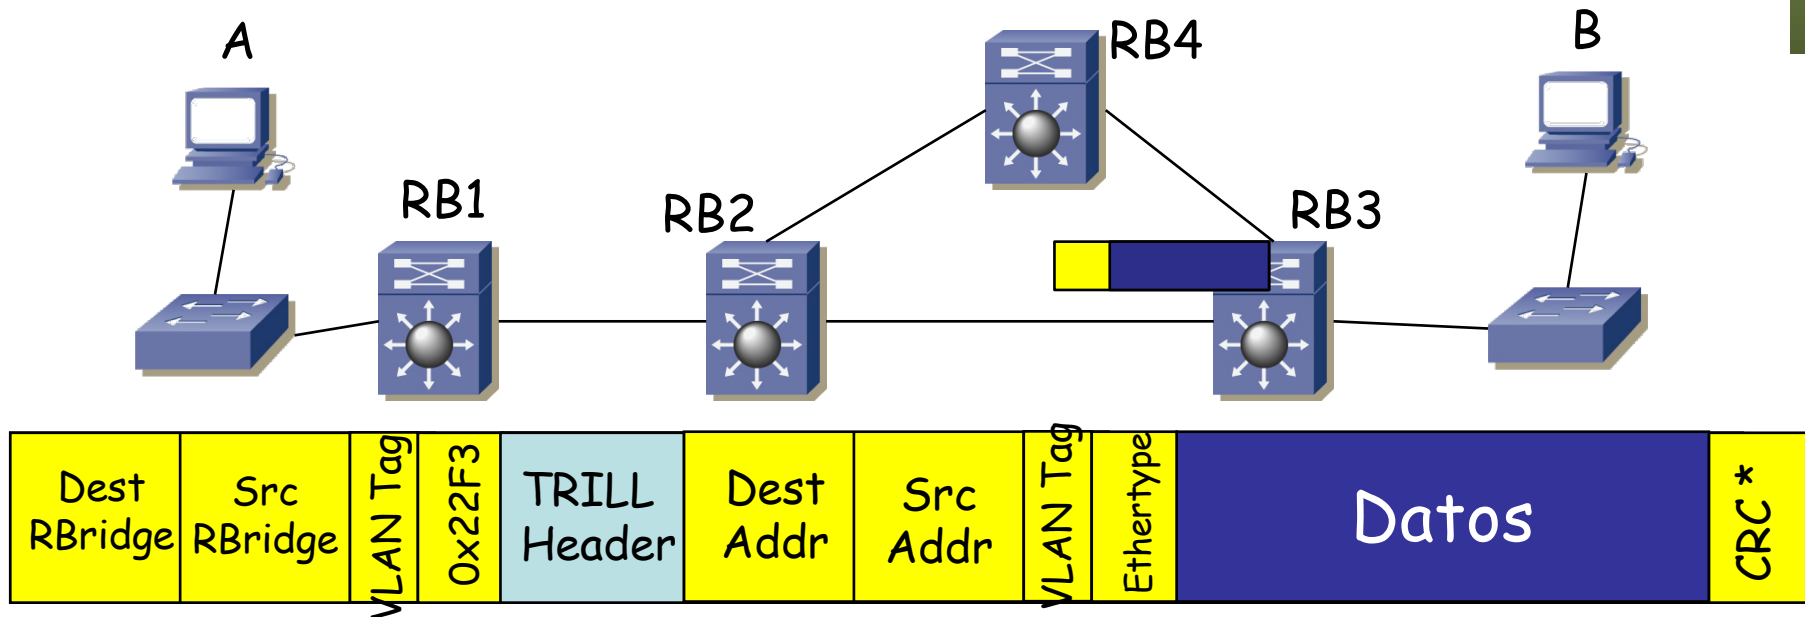 A
RB4
B
RB1
RB2
RB3
Dest
RBridge
Src
RBridge
VLAN Tag
0x22F3
TRILL
Header
Dest
Addr
Src
Addr
VLAN Tag
Ethertype
Datos
CRC *